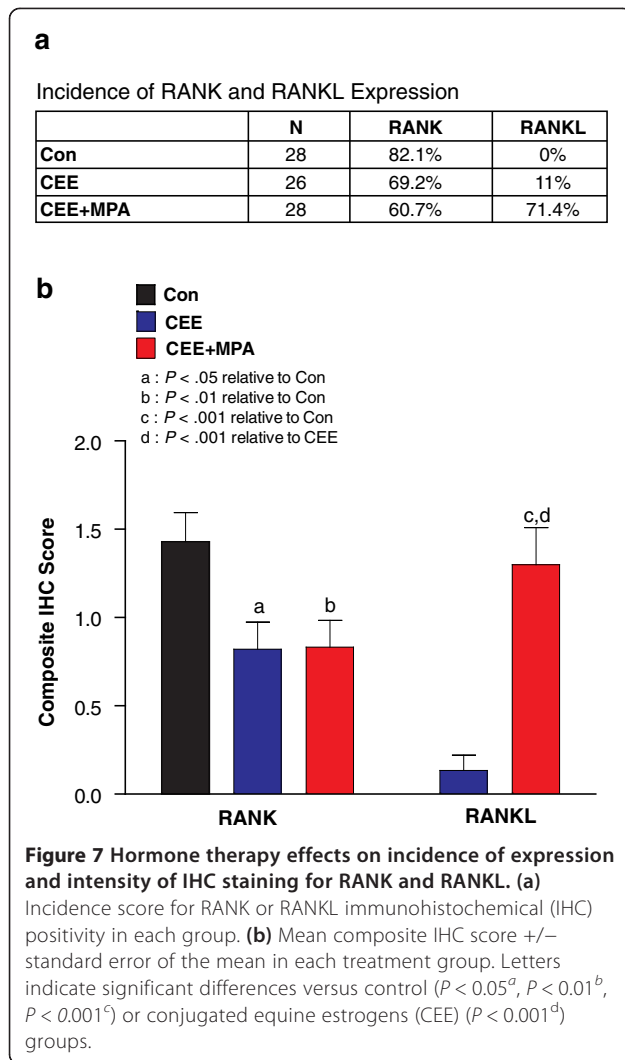 a
Incidence of RANK and RANKL Expression
N RANK RANKL
Con 28 82.1% 0%
CEE 26 69.2% 11%
CEE+MPA 28 60.7% 71.4%
b
Con
CEE
CEE+MPA
a : P < .05 relative to Con
b : P < .01 relative to Con
c : P < .001 relative to Con
d : P < .001 relative to CEE
Composite IHC Score
2.0
1.5
1.0
0.5
0.0
a
b
c,d
RANK RANKL
Figure 7 Hormone therapy effects on incidence of expression
and intensity of IHC staining for RANK and RANKL. (a)
Incidence score for RANK or RANKL immunohistochemical (IHC)
positivity in each group. (b) Mean composite IHC score +/−
standard error of the mean in each treatment group. Letters
indicate significant differences versus control (P < 0.05a, P < 0.01b,
P < 0.001c) or conjugated equine estrogens (CEE) (P < 0.001d)
groups.